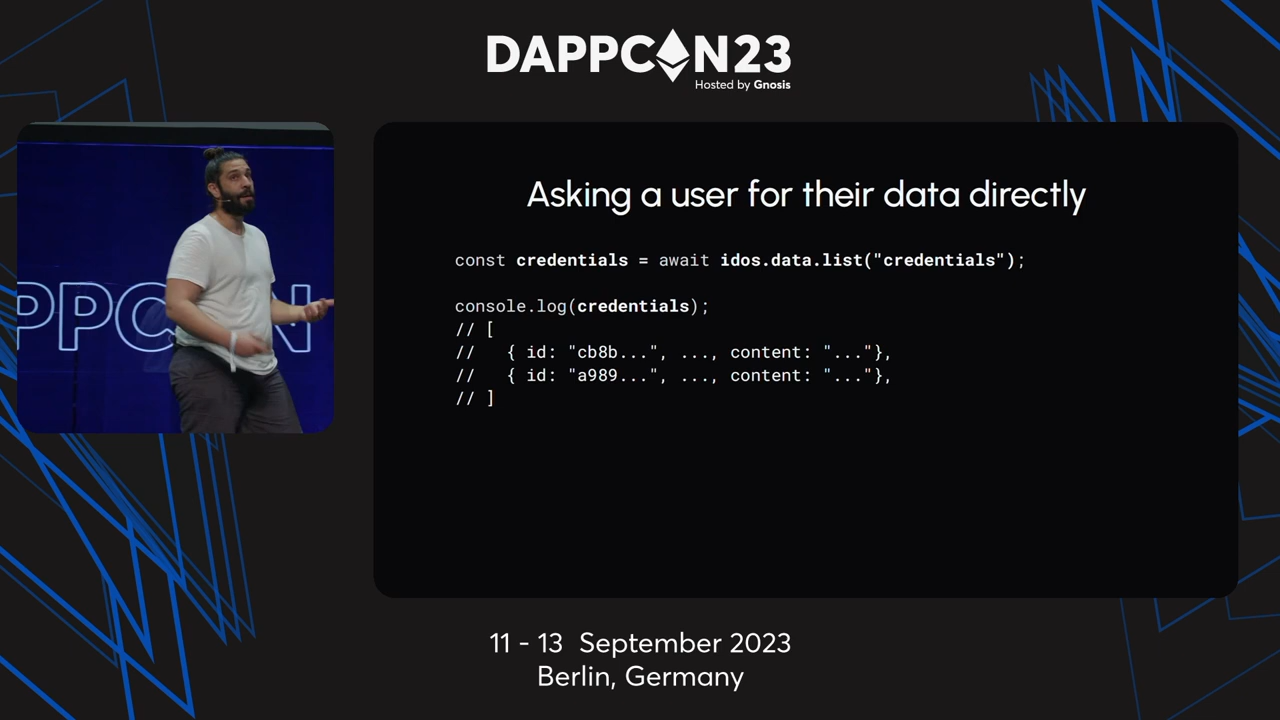 DAPPCON23
Hosted by Gnosis
PPCON
Asking a user for their data directly
const credentials = await idos.data.list("credentials");
console.log(credentials);
// [
//   { id: "cb8b...", ..., content: "..."},
//   { id: "a989...", ..., content: "..."},
// ]
11 - 13 September 2023
Berlin, Germany